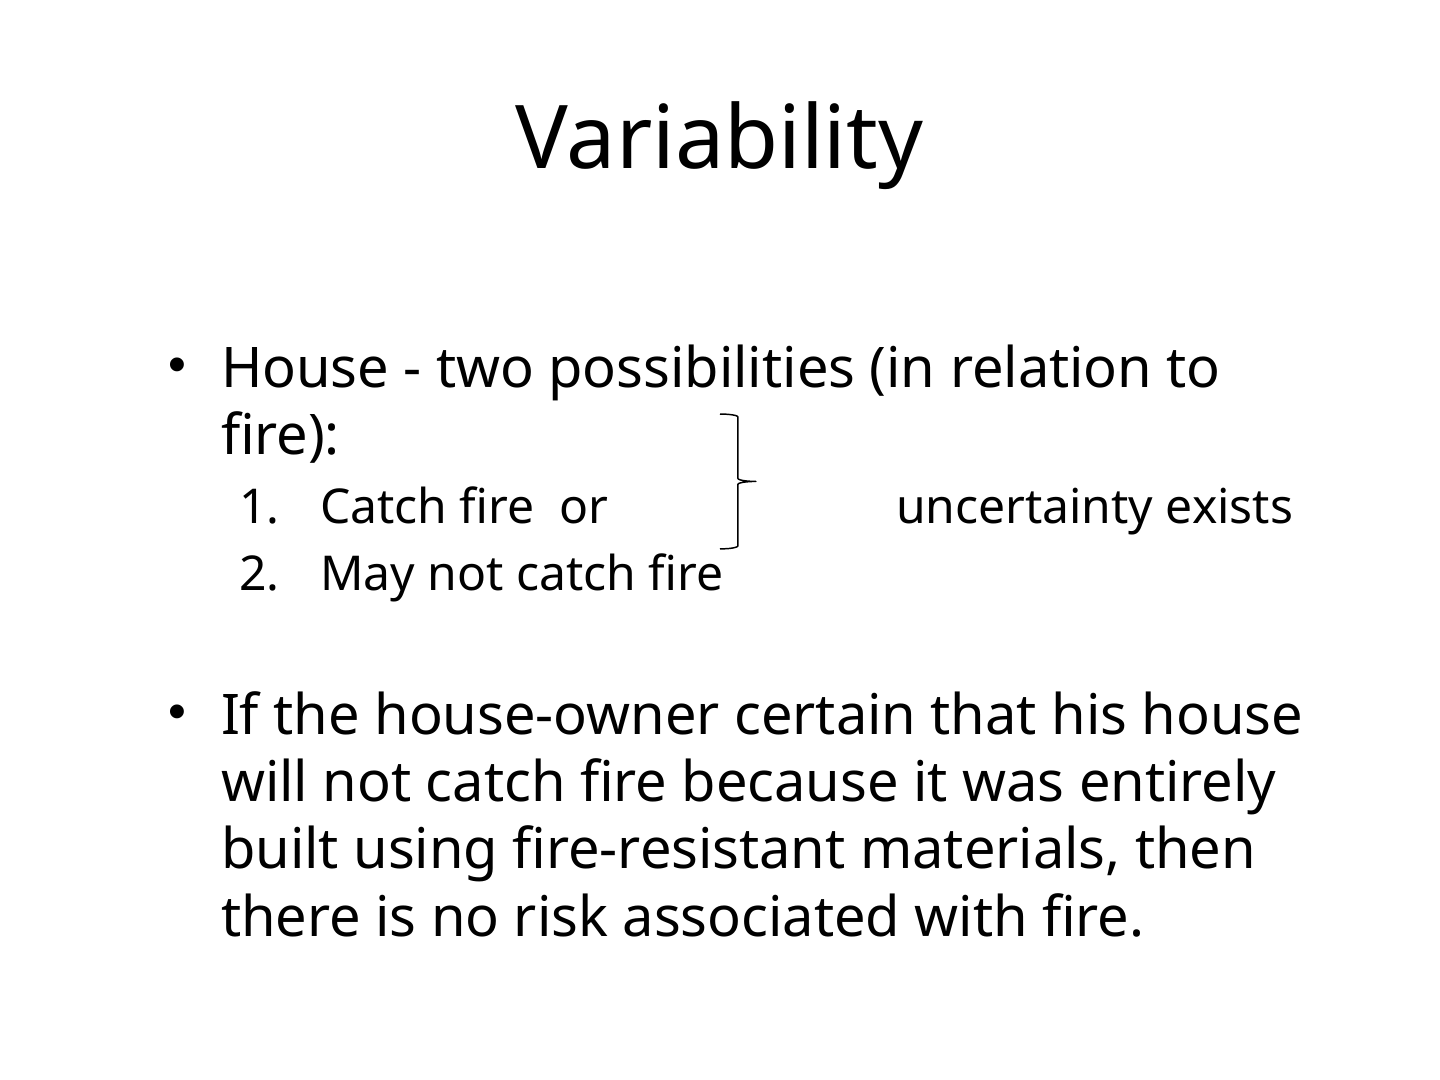 Variability
• House - two possibilities (in relation to
fire):
1. Catch fire or uncertainty exists
2. May not catch fire
• If the house-owner certain that his house
will not catch fire because it was entirely
built using fire-resistant materials, then
there is no risk associated with fire.